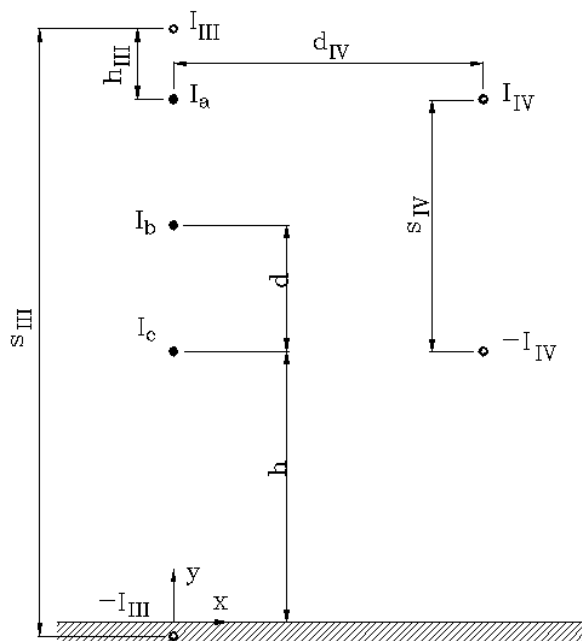 I_III
d_IV
h_III
I_a
I_IV
I_b
s_IV
d
s_III
I_c
-I_IV
h
-I_III
y
x